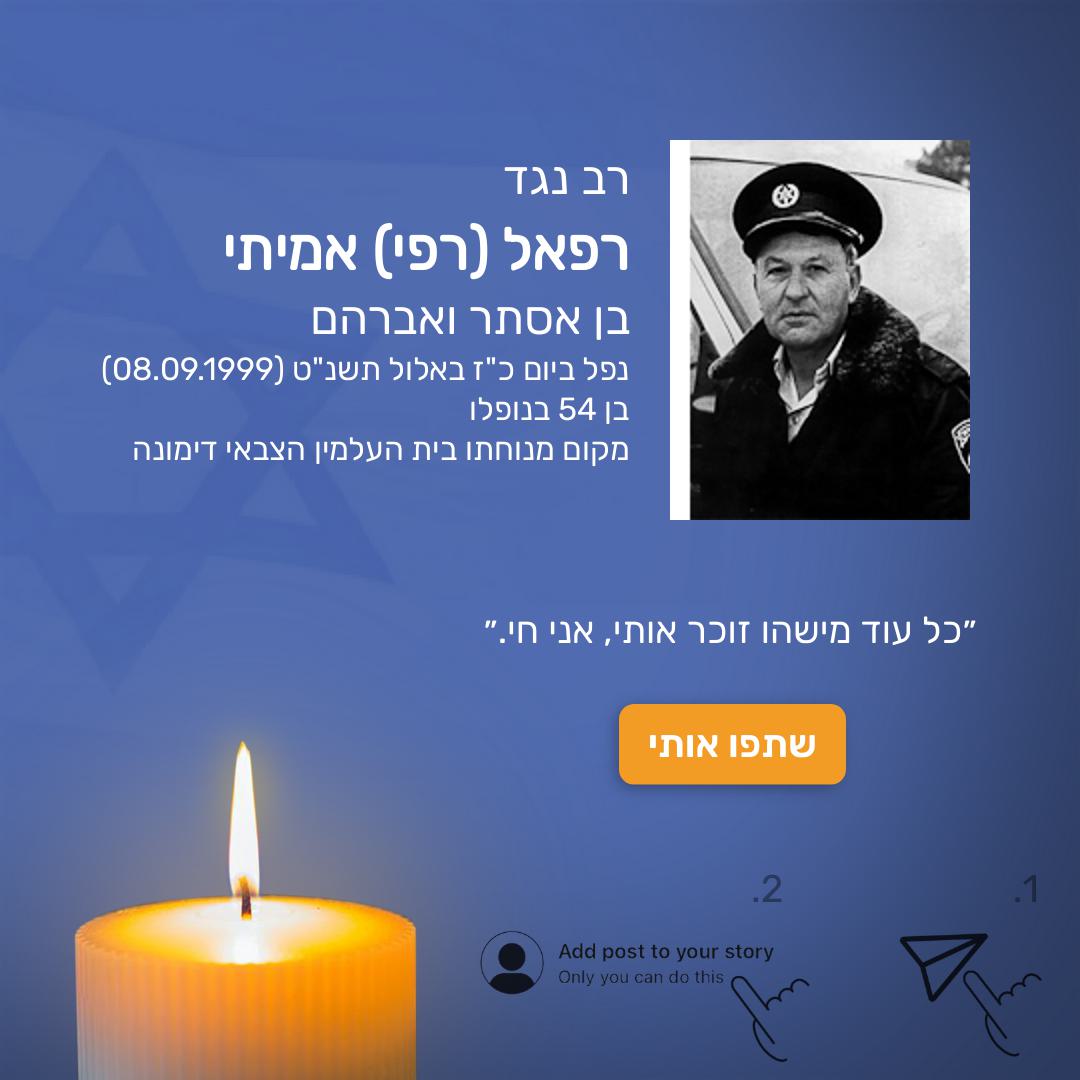 רב נגד
רפאל (רפי) אמיתי
בן אסתר ואברהם
נפל ביום כ"ז באלול תשנ"ט (08.09.1999)
בן 54 בנופלו
מקום מנוחתו בית העלמין הצבאי דימונה
״כל עוד מישהו זוכר אותי, אני חי.״
שתפו אותי
1.
2.
Add post to your story
Only you can do this